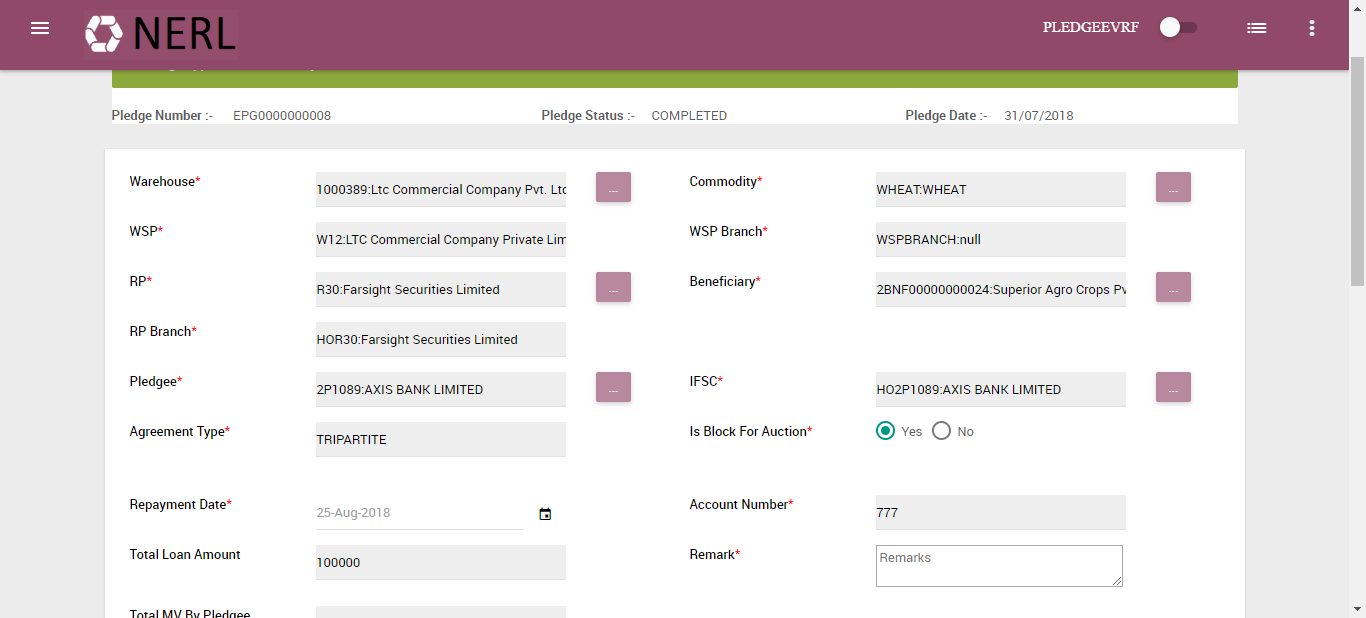 NERL
PLEDGEEVRF
Pledge Number :- EPG0000000008 Pledge Status :- COMPLETED Pledge Date :- 31/07/2018
Warehouse* 1000389:Ltc Commercial Company Pvt. Ltd ... Commodity* WHEAT:WHEAT ...
WSP* W12:LTC Commercial Company Private Lim WSP Branch* WSPBRANCH:null
RP* R30:Farsight Securities Limited ... Beneficiary* 2BNF00000000024:Superior Agro Crops Pv ...
RP Branch* HOR30:Farsight Securities Limited
Pledgee* 2P1089:AXIS BANK LIMITED ... IFSC* HO2P1089:AXIS BANK LIMITED ...
Agreement Type* TRIPARTITE Is Block For Auction* Yes No
Repayment Date* 25-Aug-2018 Account Number* 777
Total Loan Amount 100000 Remark* Remarks
Total MV By Pledgee